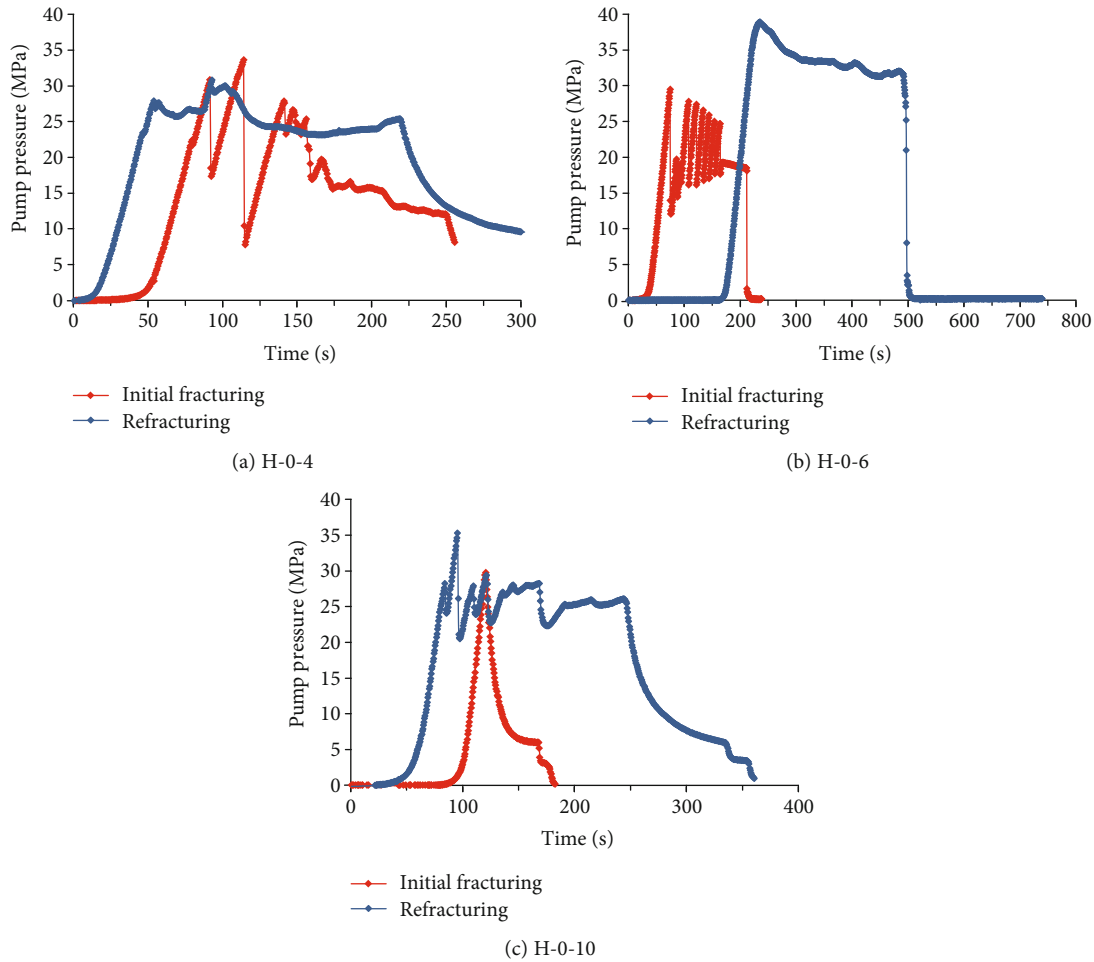 40
35
30
25
20
15
10
5
0
Pump pressure (MPa)
0 50 100 150 200 250 300
Time (s)
Initial fracturing
Refracturing
(a) H-0-4
40
35
30
25
20
15
10
5
0
Pump pressure (MPa)
0 100 200 300 400 500 600 700 800
Time (s)
Initial fracturing
Refracturing
(b) H-0-6
40
35
30
25
20
15
10
5
0
Pump pressure (MPa)
0 100 200 300 400
Time (s)
Initial fracturing
Refracturing
(c) H-0-10